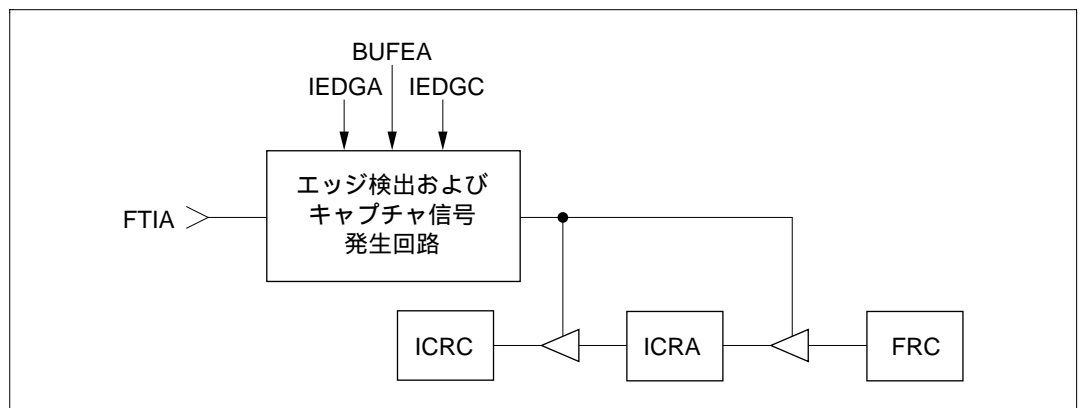 BUFEA
IEDGA
IEDGC
エッジ検出および
キャプチャ信号
発生回路
FTIA
ICRC
ICRA
FRC